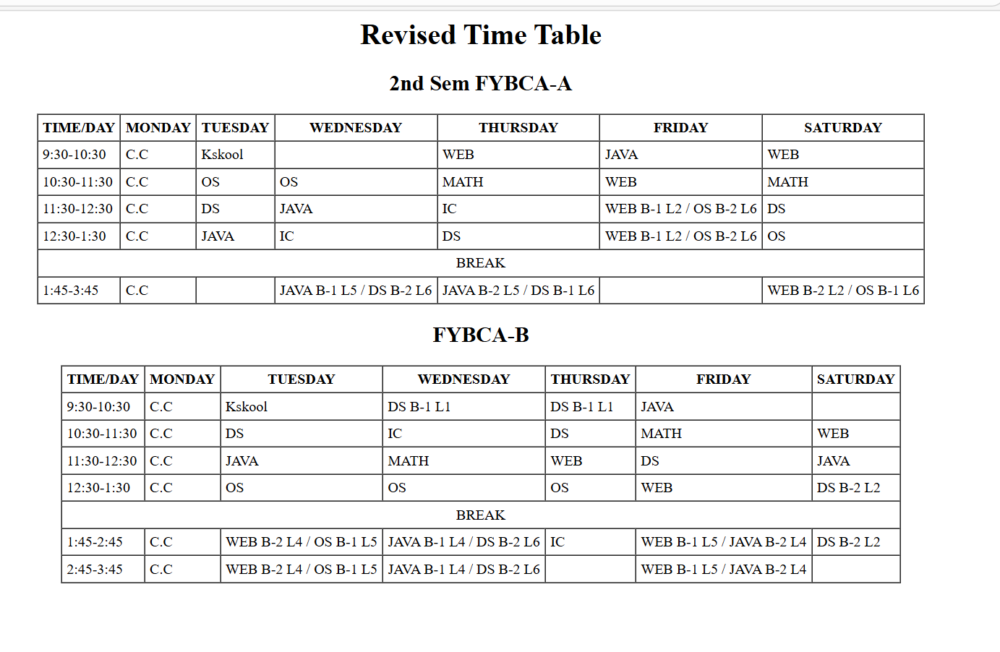 Revised Time Table
2nd Sem FYBCA-A
TIME/DAY MONDAY TUESDAY WEDNESDAY THURSDAY FRIDAY SATURDAY
9:30-10:30 C.C Kskool WEB JAVA WEB
10:30-11:30 C.C OS OS MATH WEB MATH
11:30-12:30 C.C DS JAVA IC WEB B-1 L2 / OS B-2 L6 DS
12:30-1:30 C.C JAVA IC DS WEB B-1 L2 / OS B-2 L6 OS
BREAK
1:45-3:45 C.C JAVA B-1 L5 / DS B-2 L6 JAVA B-2 L5 / DS B-1 L6 WEB B-2 L2 / OS B-1 L6
FYBCA-B
TIME/DAY MONDAY TUESDAY WEDNESDAY THURSDAY FRIDAY SATURDAY
9:30-10:30 C.C Kskool DS B-1 L1 DS B-1 L1 JAVA
10:30-11:30 C.C DS IC DS MATH WEB
11:30-12:30 C.C JAVA MATH WEB DS JAVA
12:30-1:30 C.C OS OS OS WEB DS B-2 L2
BREAK
1:45-2:45 C.C WEB B-2 L4 / OS B-1 L5 JAVA B-1 L4 / DS B-2 L6 IC WEB B-1 L5 / JAVA B-2 L4 DS B-2 L2
2:45-3:45 C.C WEB B-2 L4 / OS B-1 L5 JAVA B-1 L4 / DS B-2 L6 WEB B-1 L5 / JAVA B-2 L4